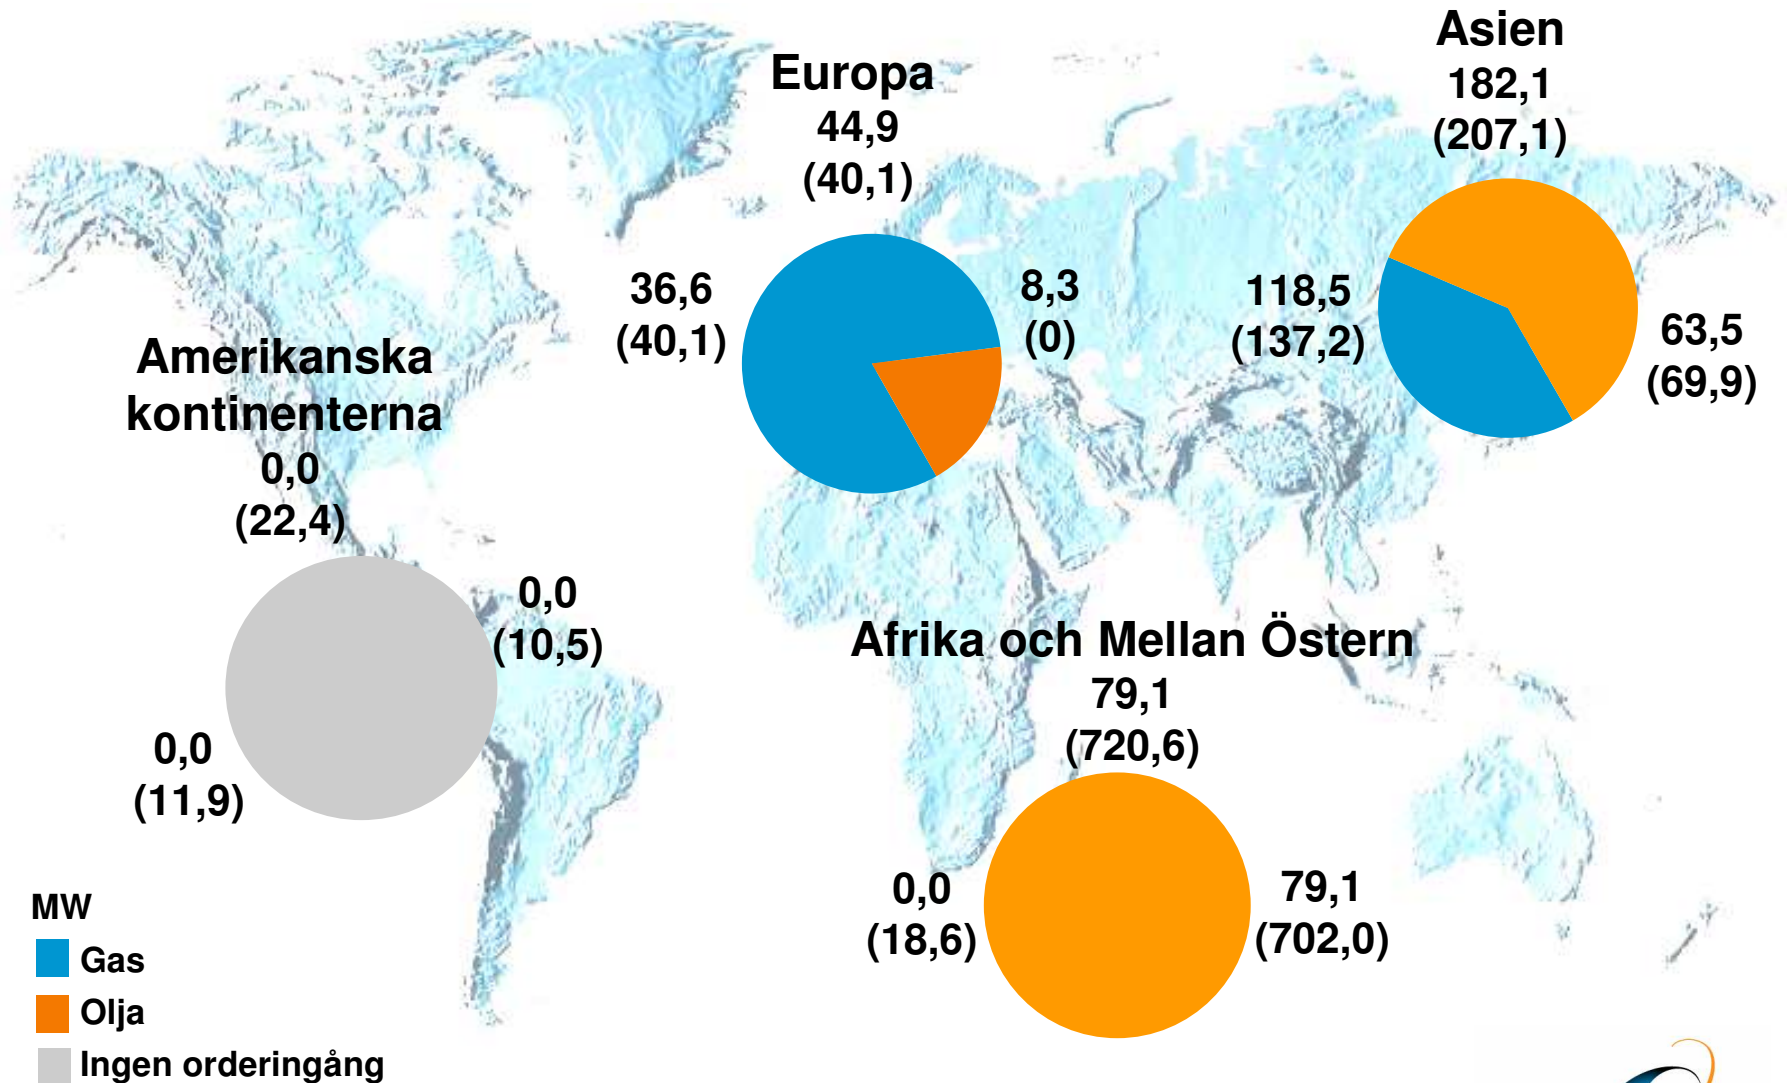 Asien
182,1
(207,1)
Europa
44,9
(40,1)
36,6
(40,1)
8,3
(0)
118,5
(137,2)
63,5
(69,9)
Amerikanska
kontinenterna
0,0
(22,4)
0,0
(10,5)
0,0
(11,9)
Afrika och Mellan Östern
79,1
(720,6)
0,0
(18,6)
79,1
(702,0)
MW
Gas
Olja
Ingen orderingång